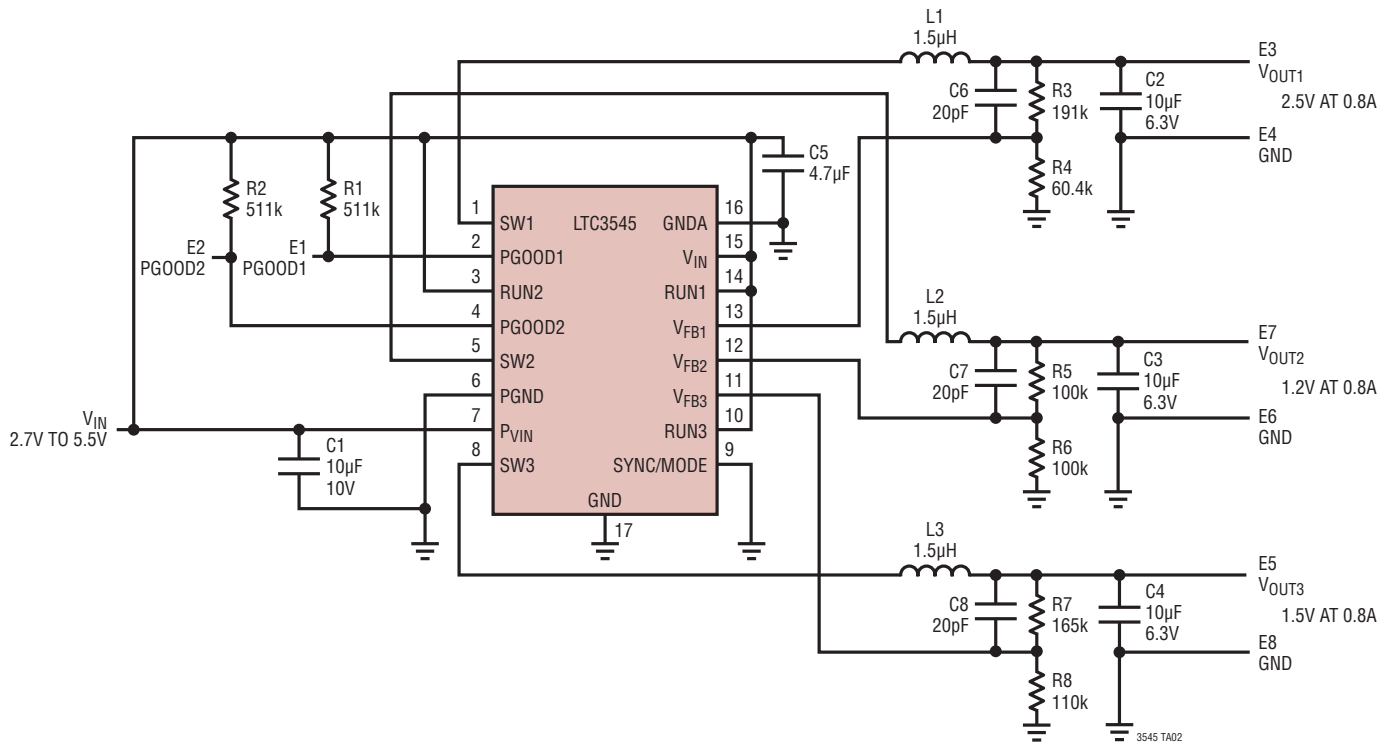 L1
1.5µH
E3
VOUT1
2.5V AT 0.8A
C6
20pF
R3
191k
C2
10µF
6.3V
E4
GND
R4
60.4k
C5
4.7µF
R2
511k
R1
511k
E2
PGOOD2
E1
PGOOD1
LTC3545
1
SW1
2
PGOOD1
3
RUN2
4
PGOOD2
5
SW2
6
PGND
7
PVIN
8
SW3
16
GNDA
15
VIN
14
RUN1
13
VFB1
12
VFB2
11
VFB3
10
RUN3
9
SYNC/MODE
GND
17
VIN
2.7V TO 5.5V
C1
10µF
10V
L2
1.5µH
E7
VOUT2
1.2V AT 0.8A
C7
20pF
R5
100k
C3
10µF
6.3V
E6
GND
R6
100k
L3
1.5µH
E5
VOUT3
1.5V AT 0.8A
C8
20pF
R7
165k
C4
10µF
6.3V
E8
GND
R8
110k
3545 TA02